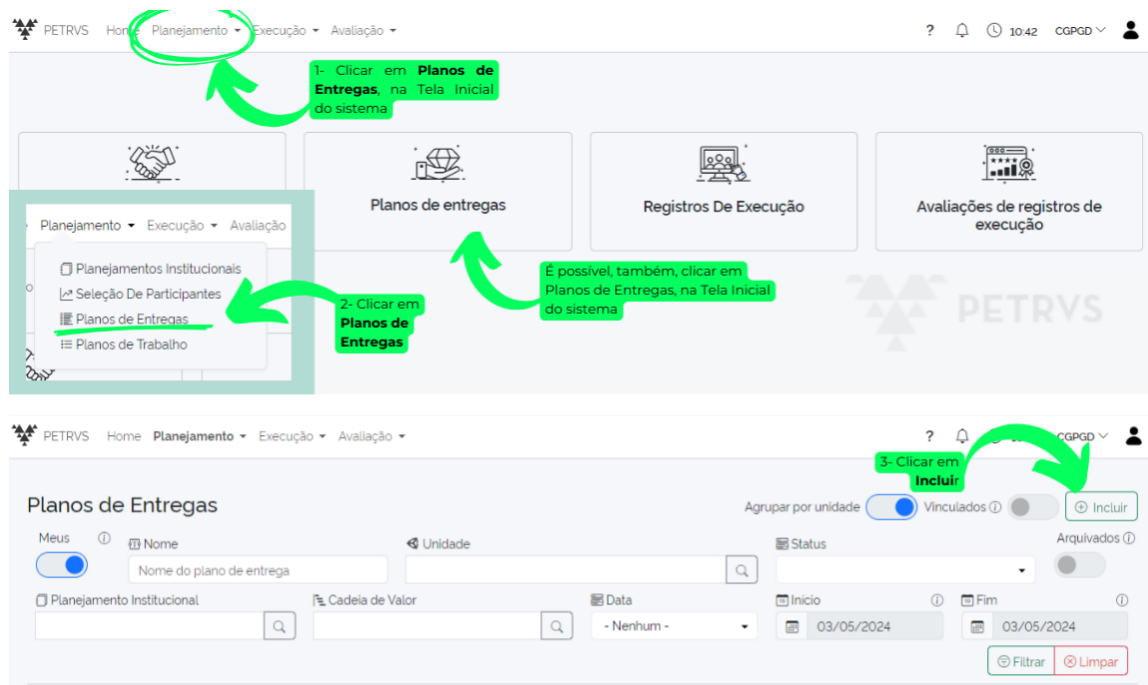 PETRVS Home Planejamento Execução Avaliação ? 10:42 CGPGD
1- Clicar em Planos de
Entregas, na Tela Inicial
do sistema
Planos de entregas
Registros De Execução
Avaliações de registros de
execução
Planejamento Execução Avaliação
Planejamentos Institucionais
Seleção De Participantes
Planos de Entregas
Planos de Trabalho
2- Clicar em
Planos de
Entregas
É possível, também, clicar em
Planos de Entregas, na Tela Inicial
do sistema
PETRVS
PETRVS Home Planejamento Execução Avaliação ? CGPGD
3- Clicar em
Incluir
Planos de Entregas
Agrupar por unidade Vinculados Incluir
Meus Nome Unidade Status Arquivados
Nome do plano de entrega
Planejamento Institucional Cadeia de Valor Data Início Fim
- Nenhum - 03/05/2024 03/05/2024
Filtrar Limpar